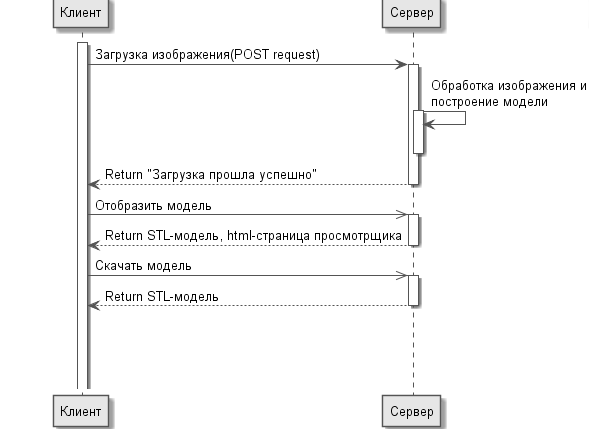 Клиент
Сервер
Загрузка изображения(POST request)
Обработка изображения и
построение модели
Return "Загрузка прошла успешно"
Отобразить модель
Return STL-модель, html-страница просмотрщика
Скачать модель
Return STL-модель
Клиент
Сервер